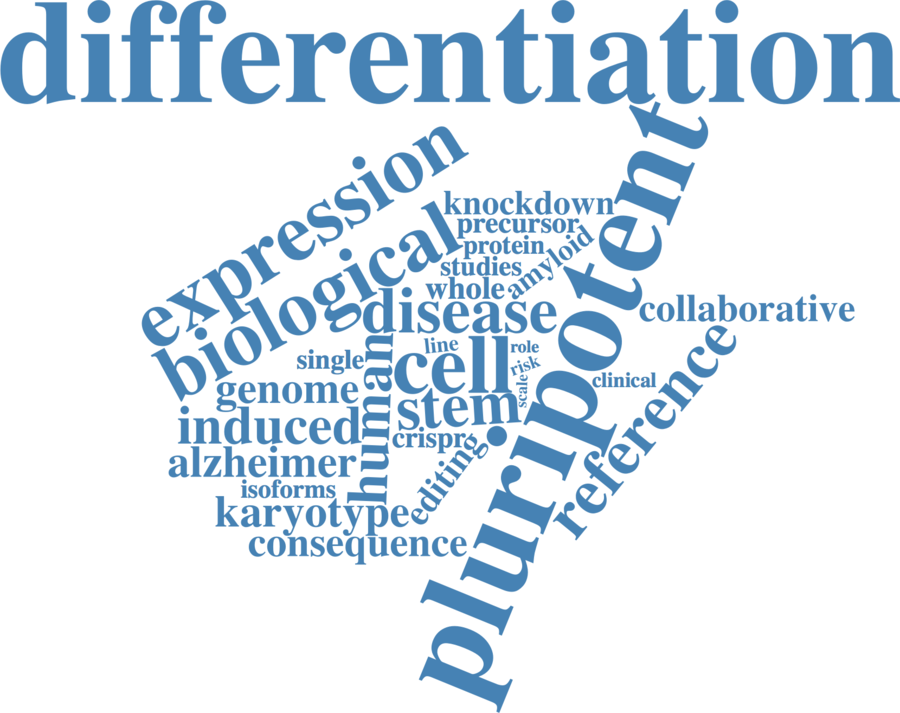 differentiation
expression
biological
pluripotent
knockdown
precursor
protein
amyloid
studies
whole
disease
collaborative
reference
line
role
single
human
cell
risk
scale
clinical
genome
stem
induced
crispr
editing
alzheimer
isoforms
karyotype
consequence